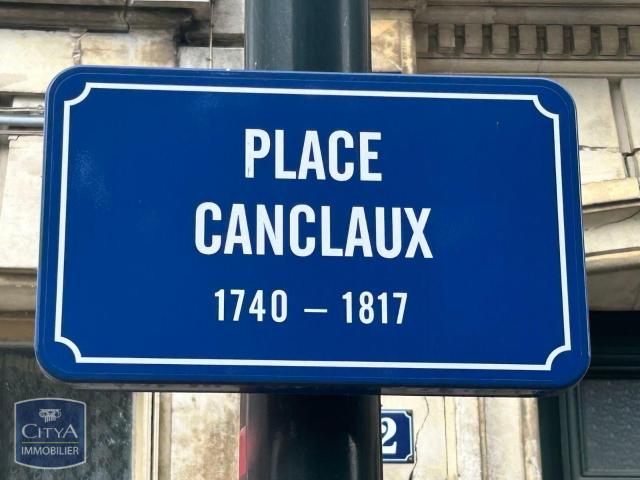 PLACE
CANCLAUX
1740 – 1817
2
CITYA
IMMOBILIER